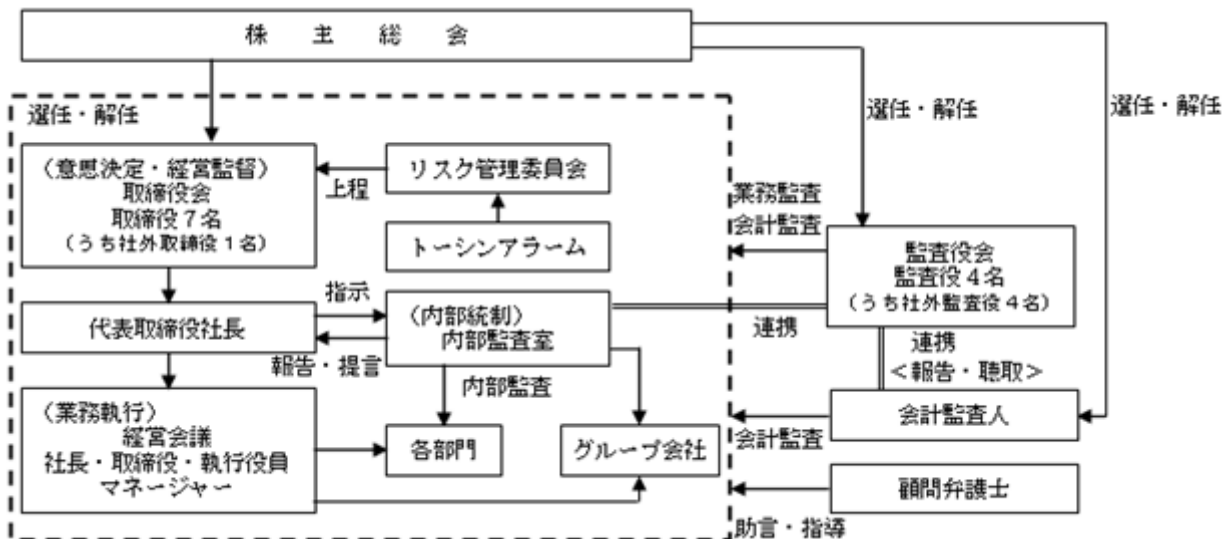 株 主 総 会
選任・解任
選任・解任
選任・解任
(意思決定・経営監督)
取締役会
取締役7名
(うち社外取締役1名)
上程
リスク管理委員会
トーシンアラーム
業務監査
会計監査
監査役会
監査役4名
(うち社外監査役4名)
代表取締役社長
指示
報告・提言
(内部統制)
内部監査室
連携
連携
<報告・聴取>
内部監査
(業務執行)
経営会議
社長・取締役・執行役員
マネージャー
各部門
グループ会社
会計監査
会計監査人
顧問弁護士
助言・指導